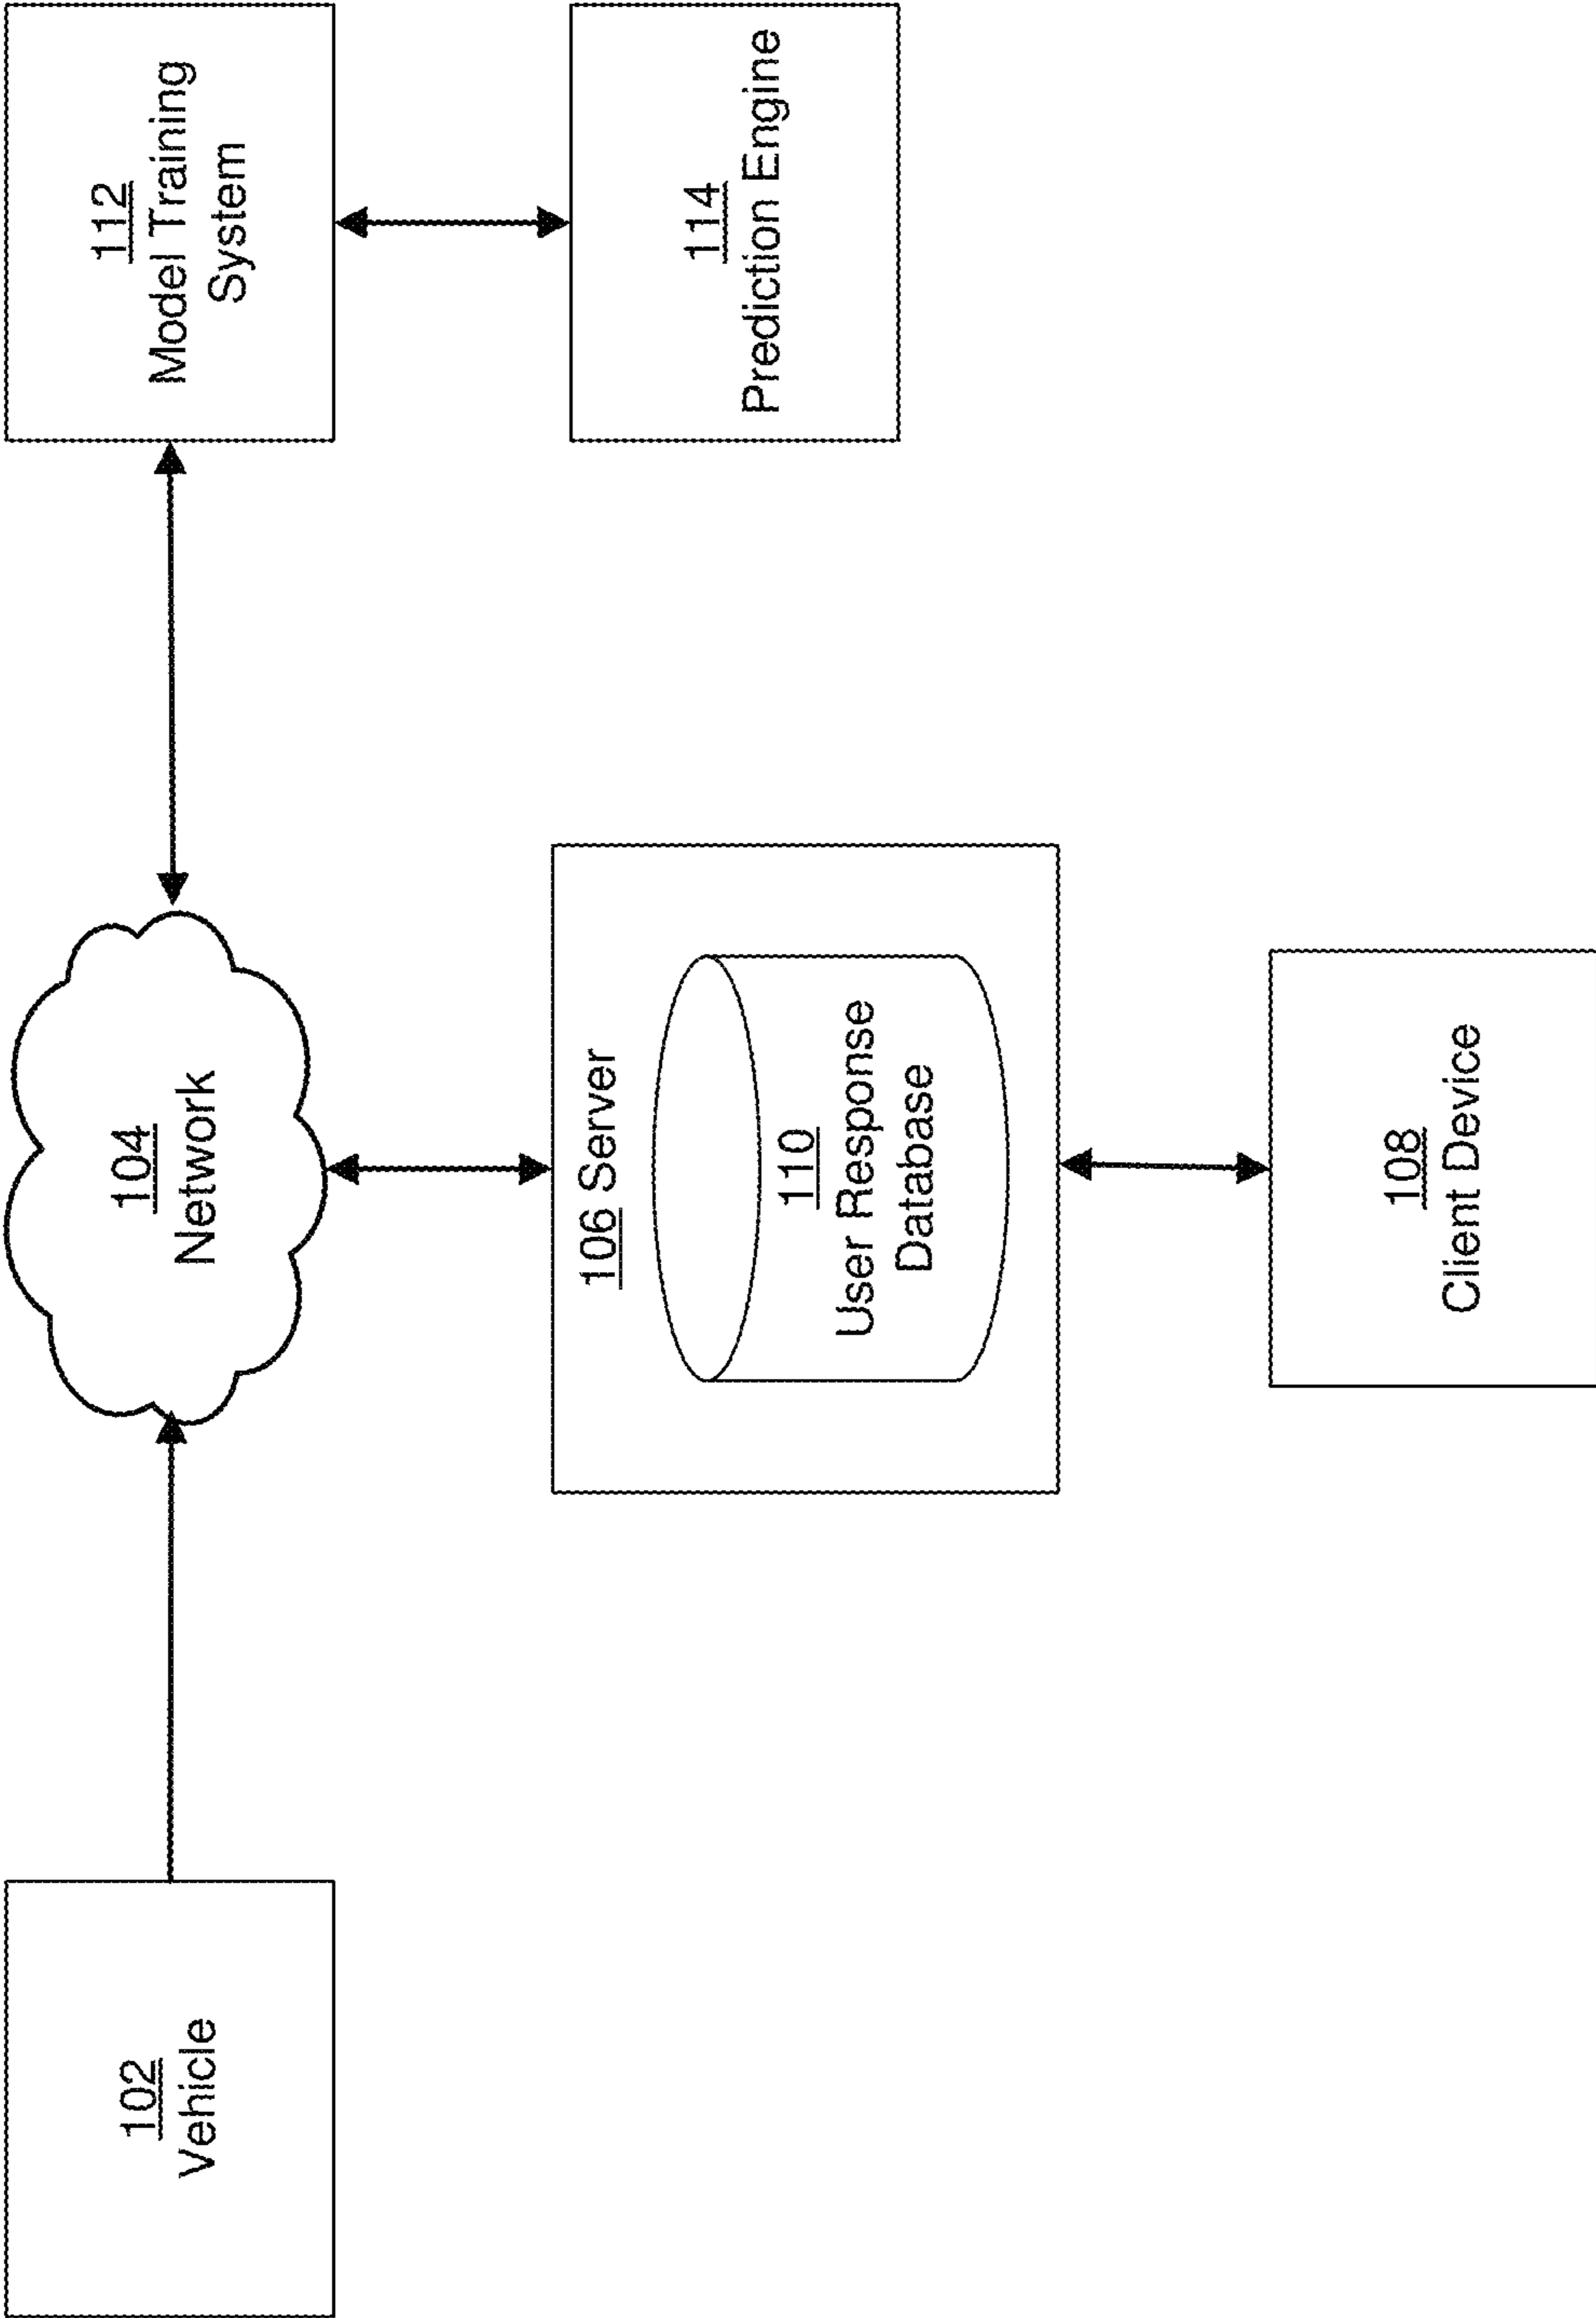 102
Vehicle
104
Network
112
Model Training
System
106 Server
110
User Response
Database
114
Prediction Engine
108
Client Device